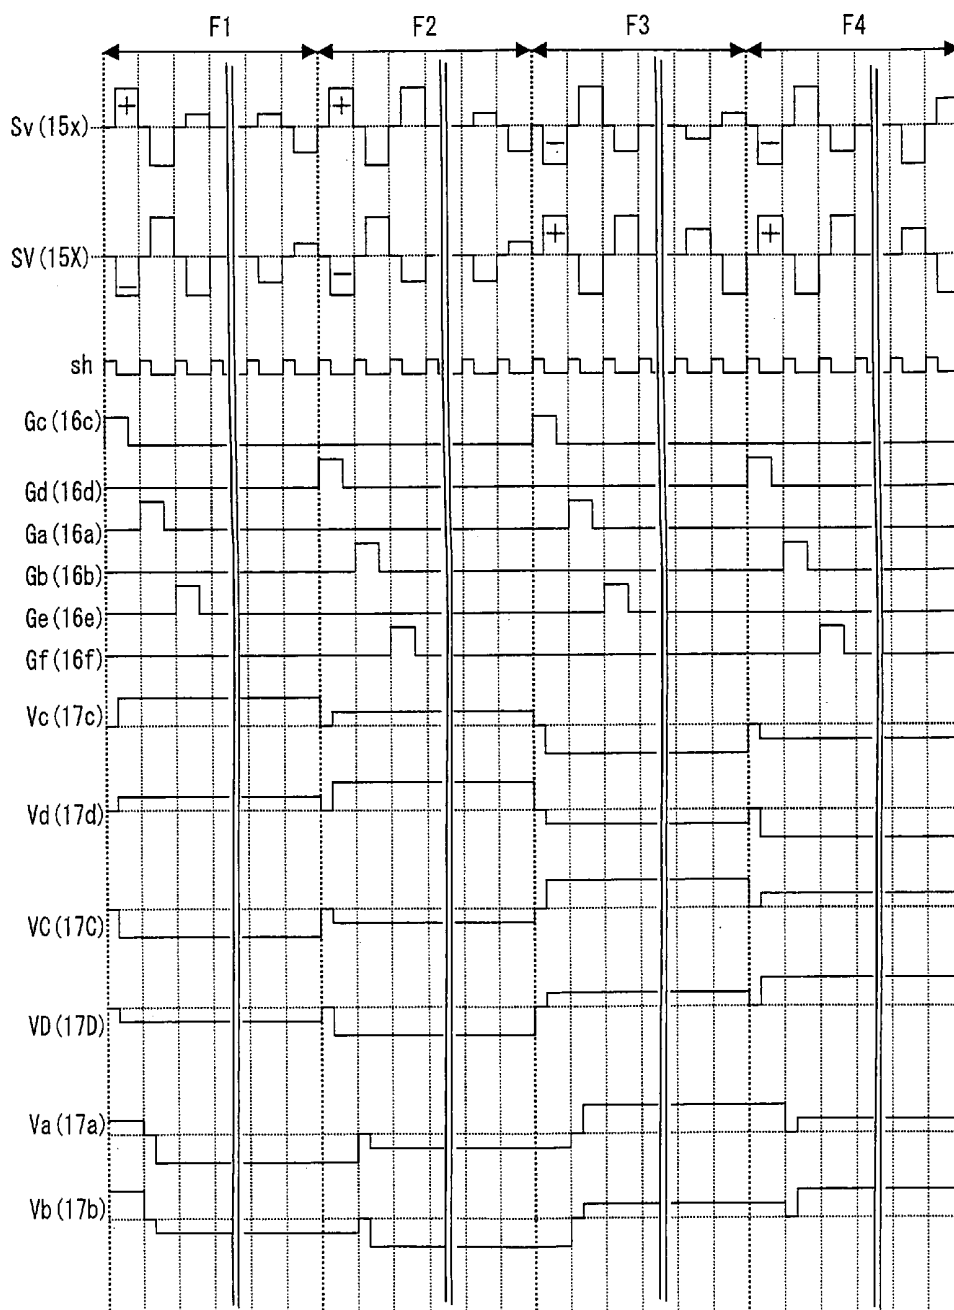 F1 F2 F3 F4
Sv(15x) + + − −
SV(15X) − − + +
sh
Gc(16c)
Gd(16d)
Ga(16a)
Gb(16b)
Ge(16e)
Gf(16f)
Vc(17c)
Vd(17d)
VC(17C)
VD(17D)
Va(17a)
Vb(17b)